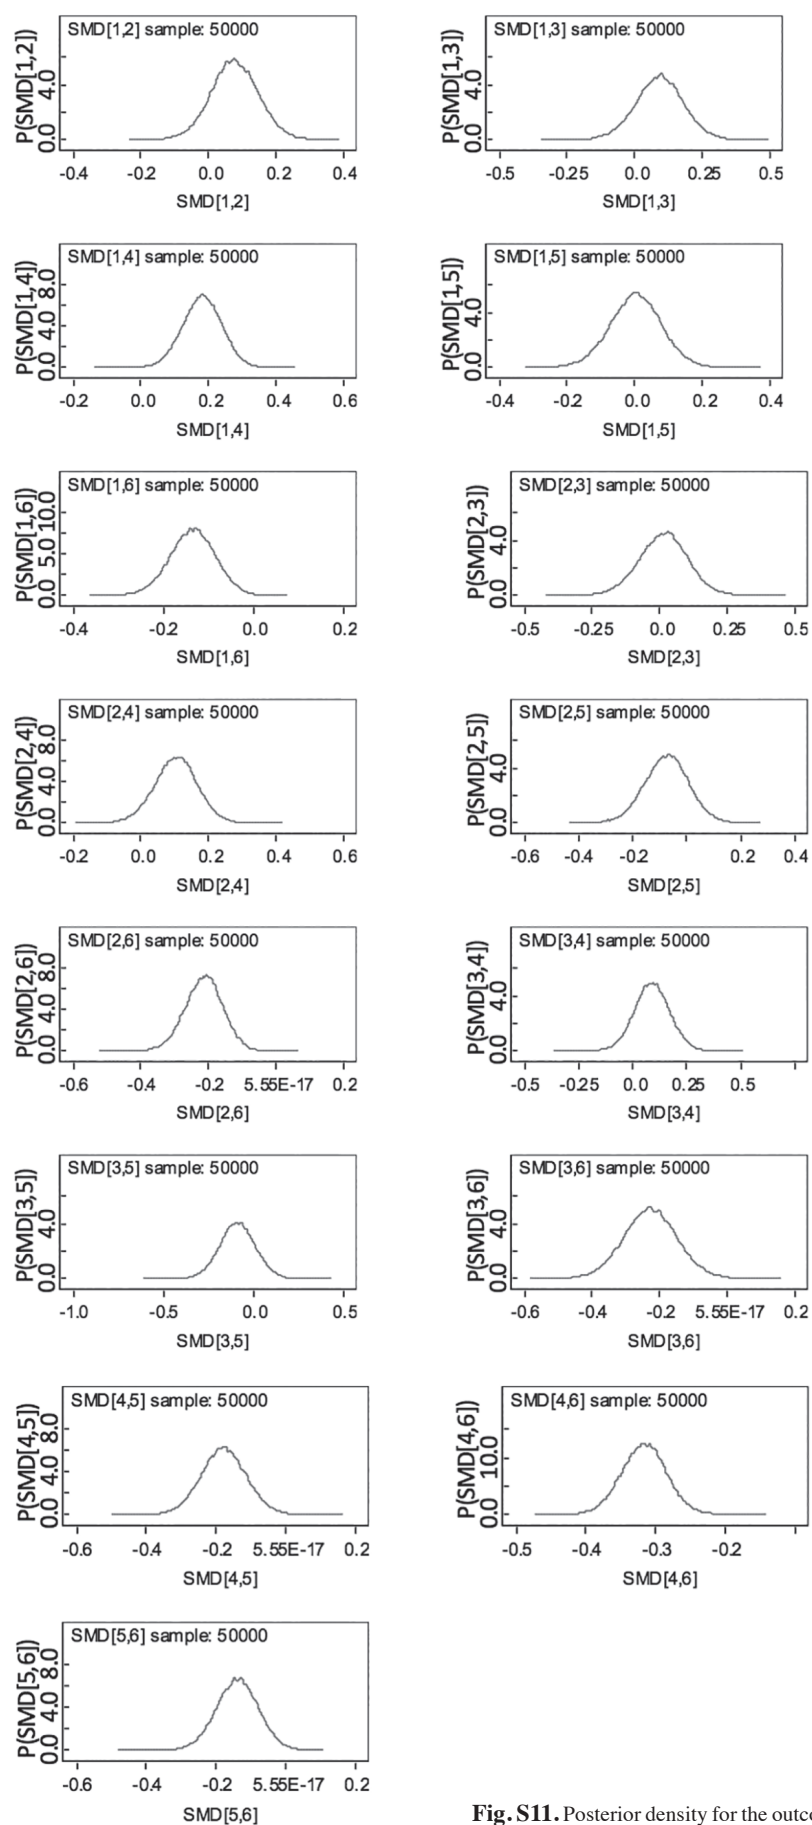 SMD[1,2] sample: 50000
P(SMD[1,2])
0.0 4.0
-0.4 -0.2 0.0 0.2 0.4
SMD[1,2]
SMD[1,3] sample: 50000
P(SMD[1,3])
0.0 4.0
-0.5 -0.25 0.0 0.25 0.5
SMD[1,3]
SMD[1,4] sample: 50000
P(SMD[1,4])
0.0 4.0 8.0
-0.2 0.0 0.2 0.4 0.6
SMD[1,4]
SMD[1,5] sample: 50000
P(SMD[1,5])
0.0 4.0
-0.4 -0.2 0.0 0.2 0.4
SMD[1,5]
SMD[1,6] sample: 50000
P(SMD[1,6])
0.0 5.0 10.0
-0.4 -0.2 0.0 0.2
SMD[1,6]
SMD[2,3] sample: 50000
P(SMD[2,3])
0.0 4.0
-0.5 -0.25 0.0 0.25 0.5
SMD[2,3]
SMD[2,4] sample: 50000
P(SMD[2,4])
0.0 4.0 8.0
-0.2 0.0 0.2 0.4 0.6
SMD[2,4]
SMD[2,5] sample: 50000
P(SMD[2,5])
0.0 4.0
-0.6 -0.4 -0.2 0.2 0.4
SMD[2,5]
SMD[2,6] sample: 50000
P(SMD[2,6])
0.0 4.0 8.0
-0.6 -0.4 -0.2 5.55E-17 0.2
SMD[2,6]
SMD[3,4] sample: 50000
P(SMD[3,4])
0.0 4.0
-0.5 -0.25 0.0 0.25 0.5
SMD[3,4]
SMD[3,5] sample: 50000
P(SMD[3,5])
0.0 4.0
-1.0 -0.5 0.0 0.5
SMD[3,5]
SMD[3,6] sample: 50000
P(SMD[3,6])
0.0 4.0
-0.6 -0.4 -0.2 5.55E-17 0.2
SMD[3,6]
SMD[4,5] sample: 50000
P(SMD[4,5])
0.0 4.0 8.0
-0.6 -0.4 -0.2 5.55E-17 0.2
SMD[4,5]
SMD[4,6] sample: 50000
P(SMD[4,6])
0.0 10.0
-0.5 -0.4 -0.3 -0.2
SMD[4,6]
SMD[5,6] sample: 50000
P(SMD[5,6])
0.0 4.0 8.0
-0.6 -0.4 -0.2 5.55E-17 0.2
SMD[5,6]
Fig. S11. Posterior density for the